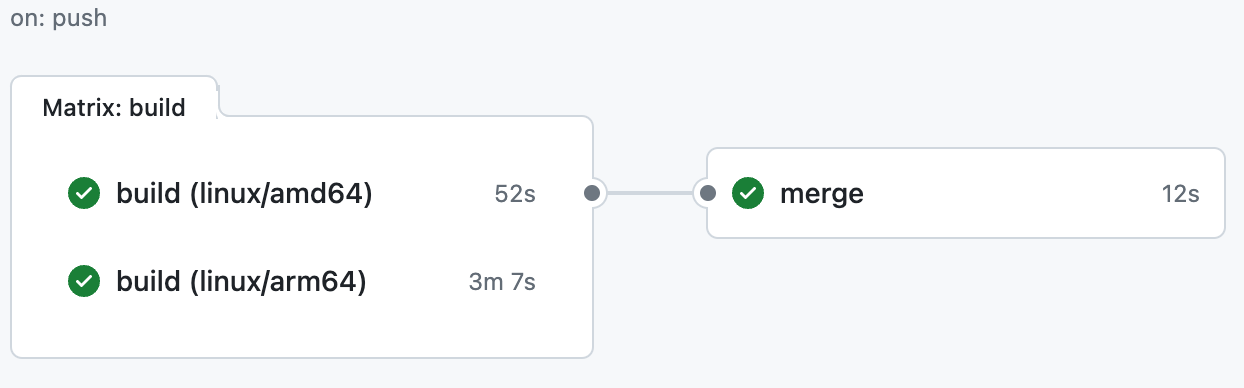 on: push
Matrix: build
build (linux/amd64) 52s
build (linux/arm64) 3m 7s
merge 12s